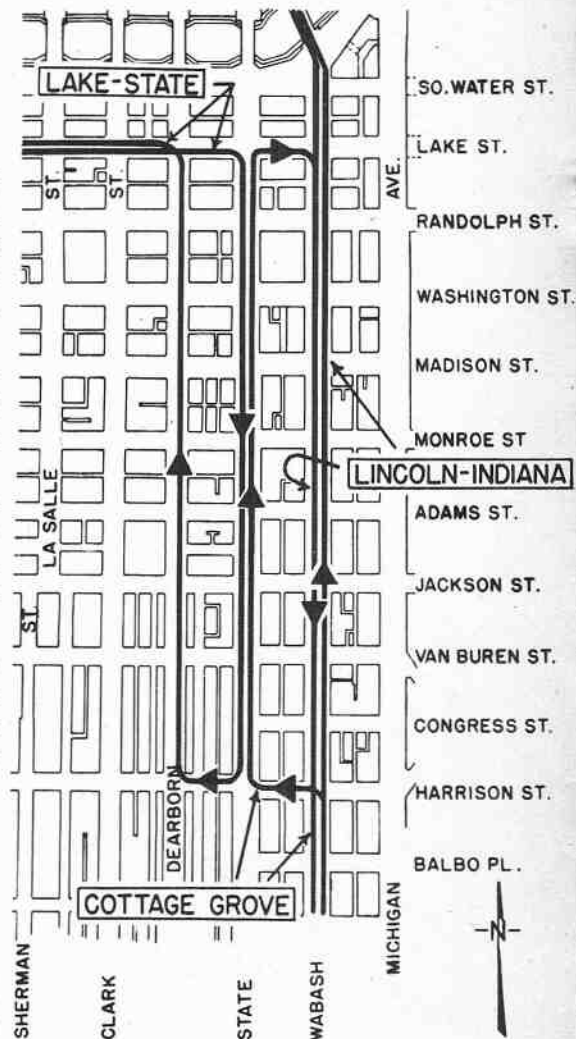 LAKE-STATE
SO. WATER ST.
LAKE ST.
ST.
ST.
AVE.
RANDOLPH ST.
WASHINGTON ST.
MADISON ST.
MONROE ST
LINCOLN-INDIANA
LA SALLE
ADAMS ST.
JACKSON ST.
ST.
VAN BUREN ST.
CONGRESS ST.
DEARBORN
HARRISON ST.
BALBO PL.
COTTAGE GROVE
MICHIGAN
N
SHERMAN
CLARK
STATE
WABASH